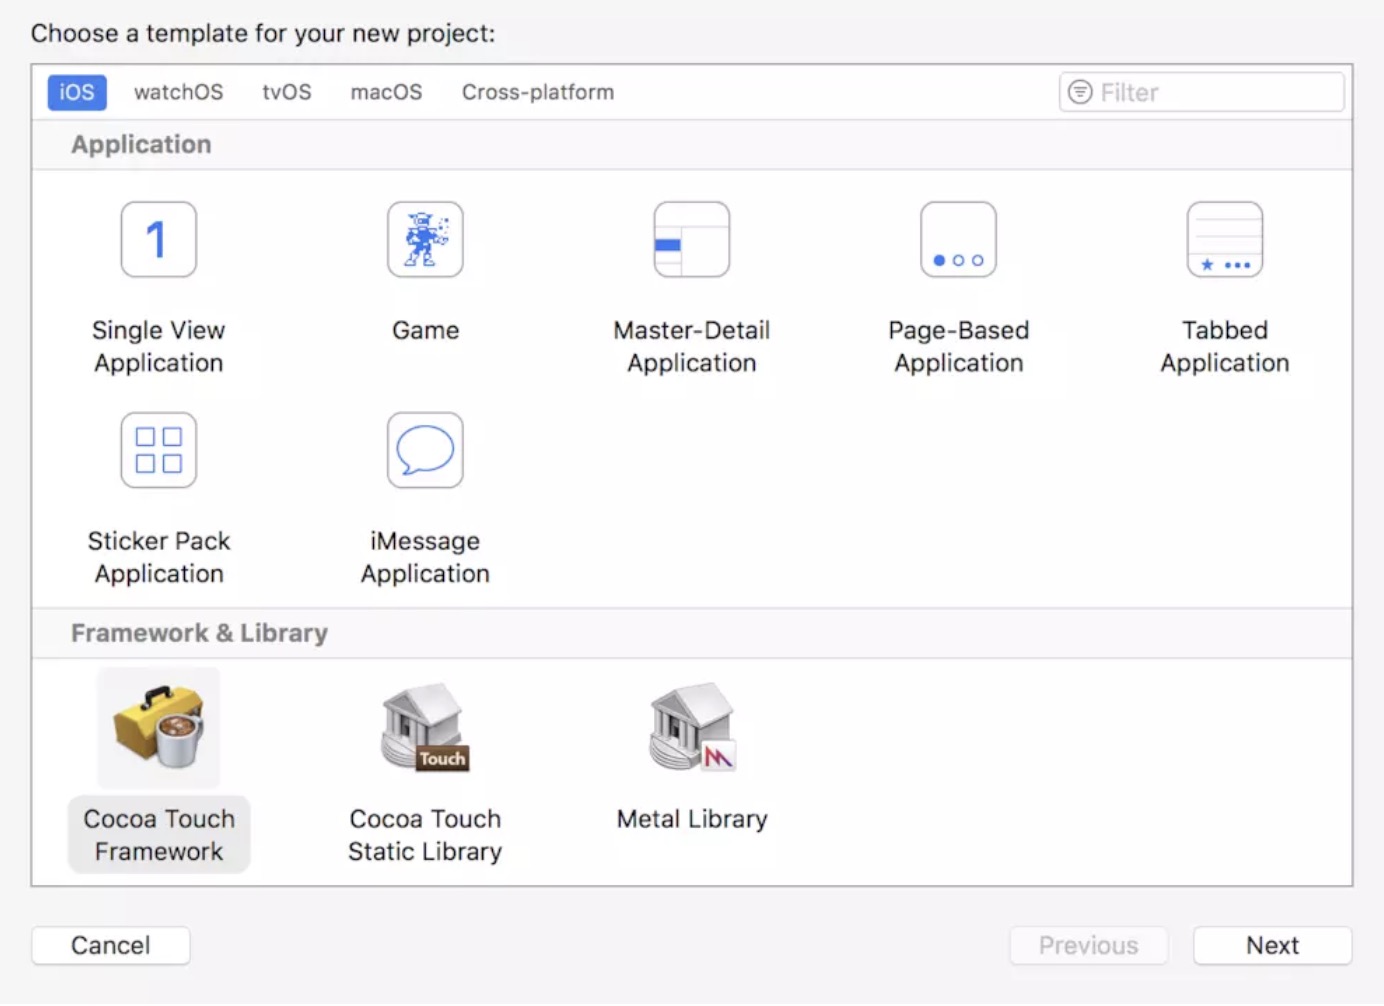 Choose a template for your new project:
iOS watchOS tvOS macOS Cross-platform Filter
Application
1
Single View Application
Game
Master-Detail Application
Page-Based Application
Tabbed Application
Sticker Pack Application
iMessage Application
Framework & Library
Touch
Cocoa Touch Framework
Cocoa Touch Static Library
Metal Library
Cancel Previous Next